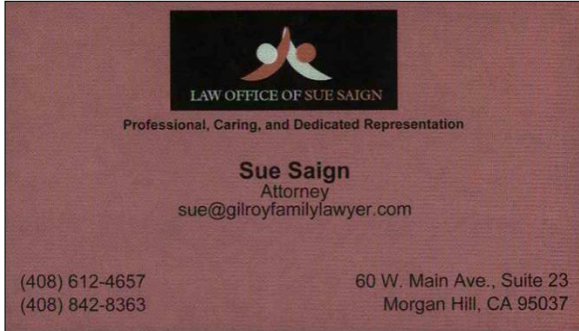 LAW OFFICE OF SUE SAIGN
Professional, Caring, and Dedicated Representation
Sue Saign
Attorney
sue@gilroyfamilylawyer.com
(408) 612-4657
60 W. Main Ave., Suite 23
(408) 842-8363
Morgan Hill, CA 95037